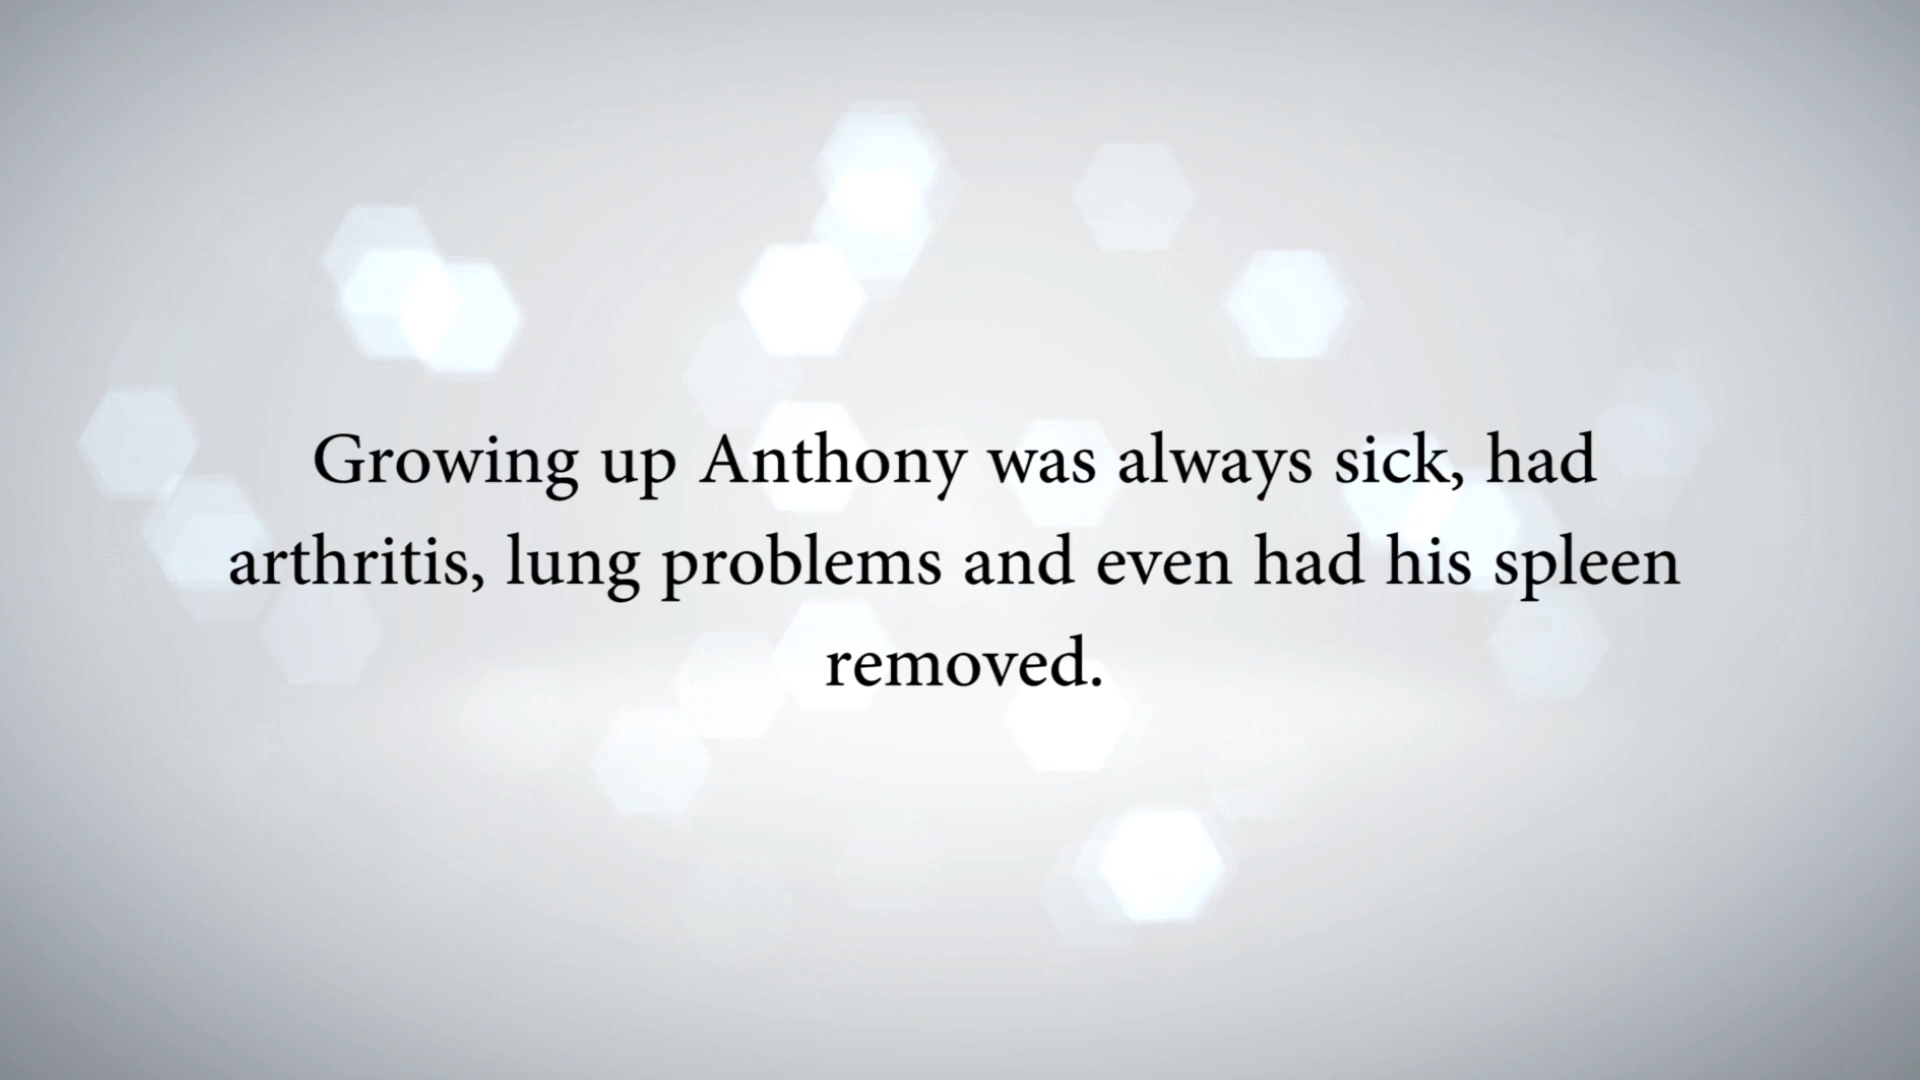 Growing up Anthony was always sick, had
arthritis, lung problems and even had his spleen
removed.